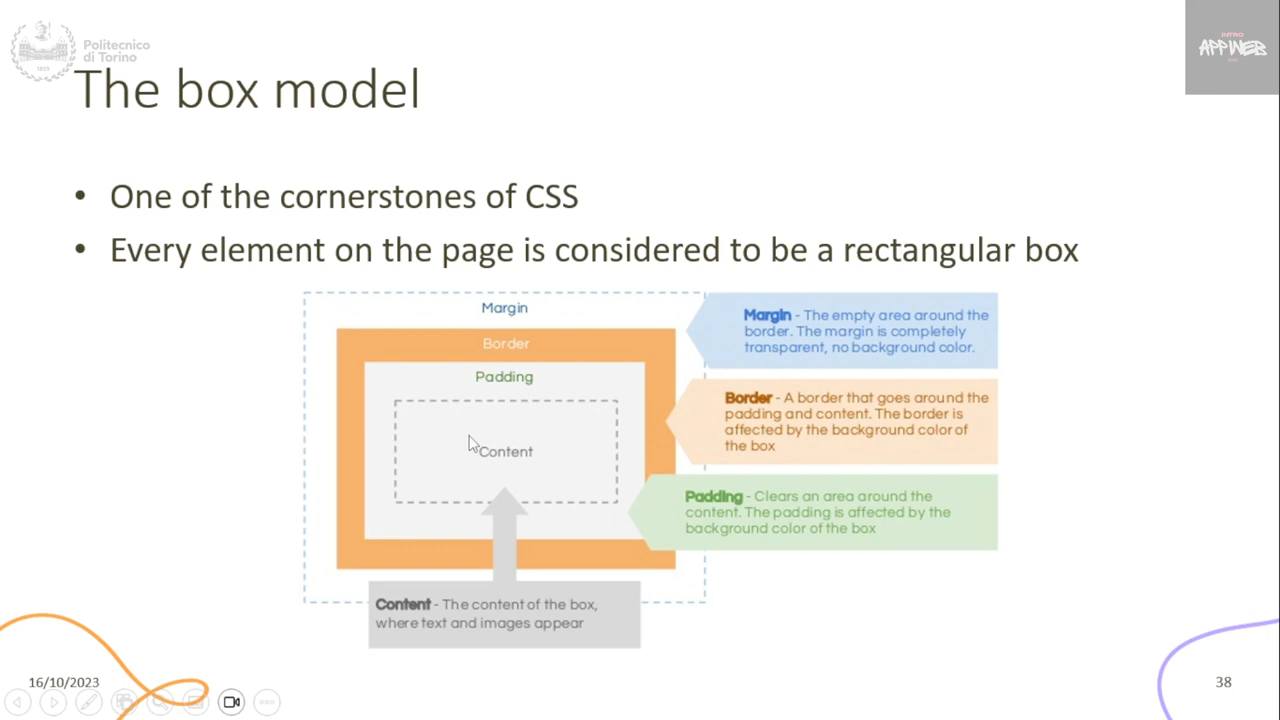 Politecnico
di Torino
INTRO
APPWEB
The box model
• One of the cornerstones of CSS
• Every element on the page is considered to be a rectangular box
Margin
Border
Padding
Content
Margin - The empty area around the
border. The margin is completely
transparent, no background color.
Border - A border that goes around the
padding and content. The border is
affected by the background color of
the box
Padding - Clears an area around the
content. The padding is affected by the
background color of the box
Content - The content of the box,
where text and images appear
16/10/2023
38